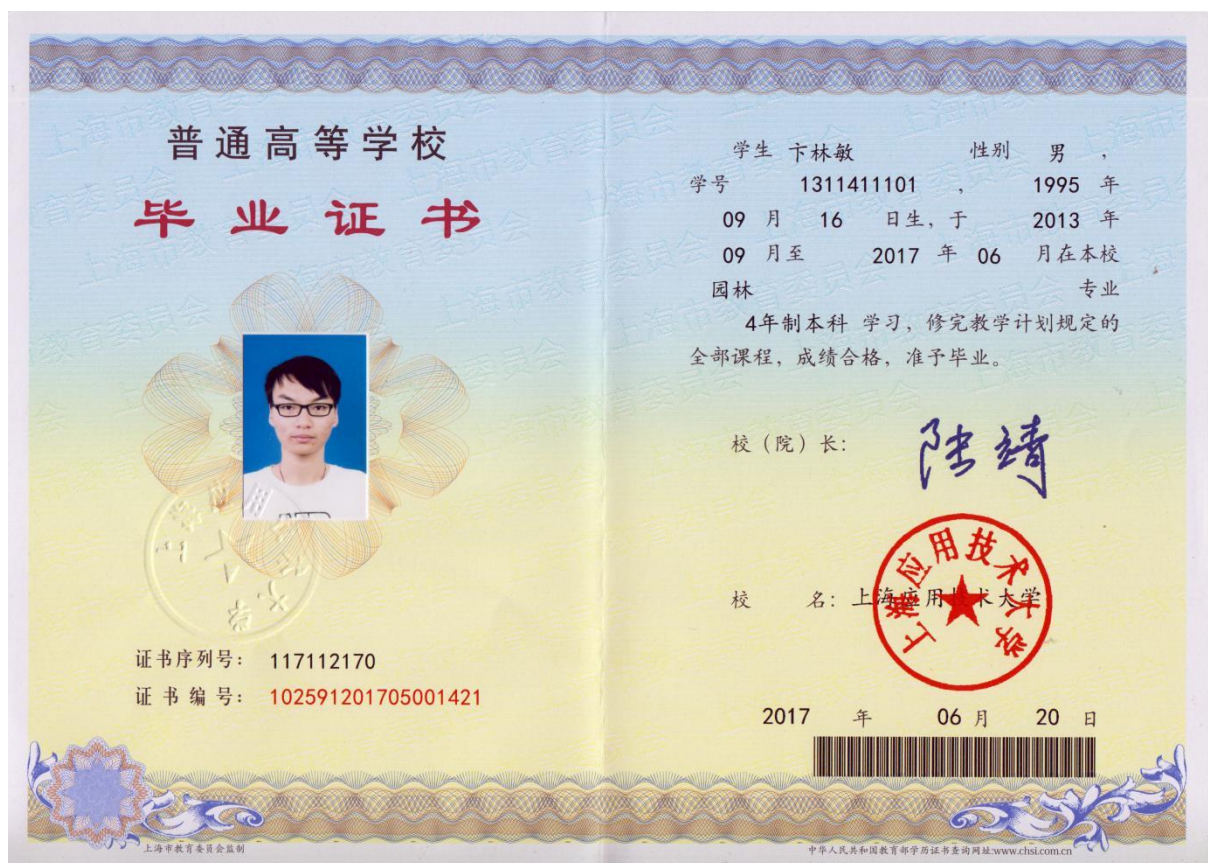 普通高等学校
毕业证书
证书序列号： 117112170
证书编号： 102591201705001421
上海市教育委员会监制
学生 卞林敏 性别 男 ，
学号 1311411101 ， 1995 年
09 月 16 日生，于 2013 年
09 月至 2017 年 06 月在本校
园林 专业
4年制本科 学习，修完教学计划规定的
全部课程，成绩合格，准予毕业。
校（院）长： 陆靖
校 名：上海应用技术大学
上海应用技术大学
2017 年 06 月 20 日
中华人民共和国教育部学历证书查询网址:www.chsi.com.cn